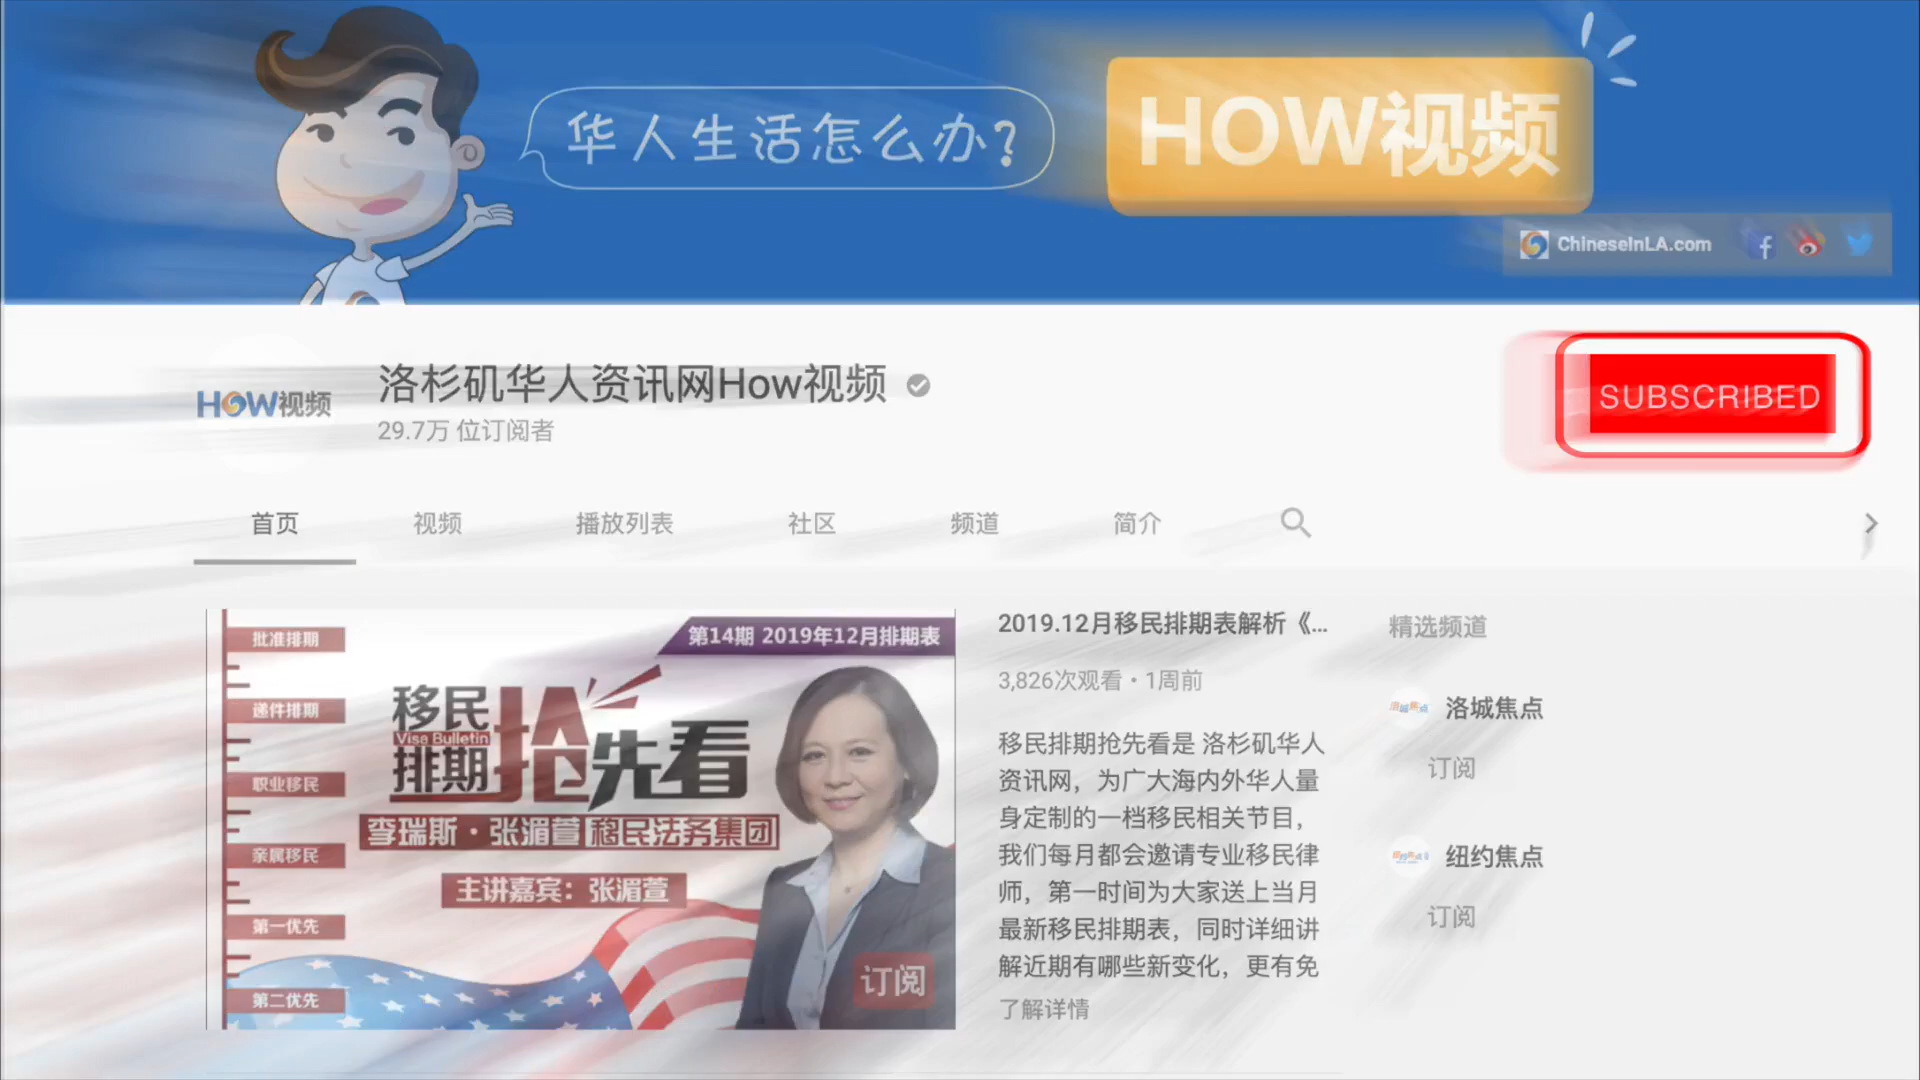 华人生活怎么办?
HOW视频
ChineseInLA.com
HOW视频
洛杉矶华人资讯网How视频
29.7万 位订阅者
SUBSCRIBED
首页
视频
播放列表
社区
频道
简介
批准排期
递件排期
职业移民
亲属移民
第一优先
第二优先
第14期 2019年12月排期表
移民
Visa Bulletin
排期
抢先看
李瑞斯·张湄萱 移民法务集团
主讲嘉宾：张湄萱
订阅
2019.12月移民排期表解析《...
3,826次观看 • 1周前
移民排期抢先看是 洛杉矶华人
资讯网，为广大海内外华人量
身定制的一档移民相关节目，
我们每月都会邀请专业移民律
师，第一时间为大家送上当月
最新移民排期表，同时详细讲
解近期有哪些新变化，更有免
了解详情
精选频道
洛城焦点
洛城焦点
订阅
纽约焦点
订阅